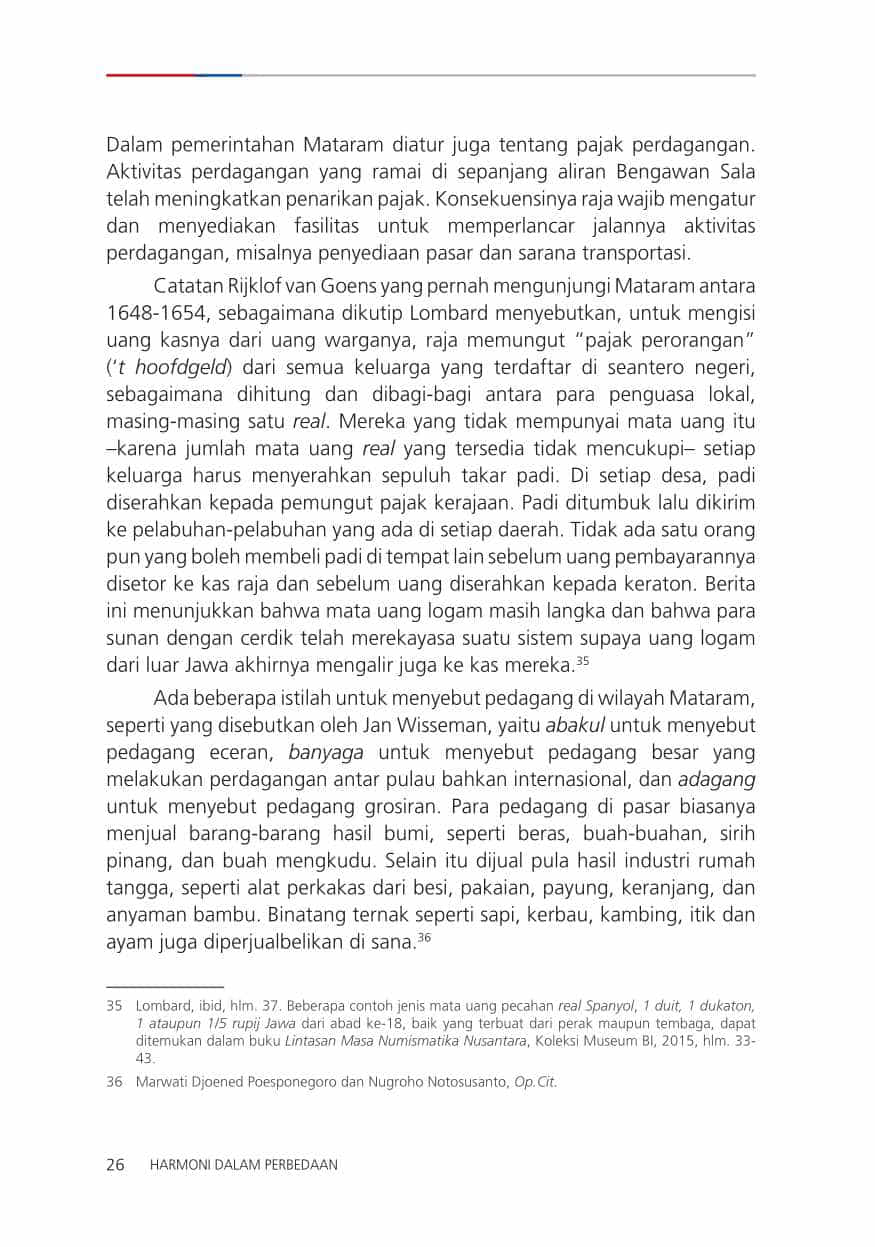 Dalam pemerintahan Mataram diatur juga tentang pajak perdagangan.
Aktivitas perdagangan yang ramai di sepanjang aliran Bengawan Sala
telah meningkatkan penarikan pajak. Konsekuensinya raja wajib mengatur
dan menyediakan fasilitas untuk memperlancar jalannya aktivitas
perdagangan, misalnya penyediaan pasar dan sarana transportasi.
Catatan Rijklof van Goens yang pernah mengunjungi Mataram antara
1648-1654, sebagaimana dikutip Lombard menyebutkan, untuk mengisi
uang kasnya dari uang warganya, raja memungut “pajak perorangan”
(‘t hoofdgeld) dari semua keluarga yang terdaftar di seantero negeri,
sebagaimana dihitung dan dibagi-bagi antara para penguasa lokal,
masing-masing satu real. Mereka yang tidak mempunyai mata uang itu
–karena jumlah mata uang real yang tersedia tidak mencukupi– setiap
keluarga harus menyerahkan sepuluh takar padi. Di setiap desa, padi
diserahkan kepada pemungut pajak kerajaan. Padi ditumbuk lalu dikirim
ke pelabuhan-pelabuhan yang ada di setiap daerah. Tidak ada satu orang
pun yang boleh membeli padi di tempat lain sebelum uang pembayarannya
disetor ke kas raja dan sebelum uang diserahkan kepada keraton. Berita
ini menunjukkan bahwa mata uang logam masih langka dan bahwa para
sunan dengan cerdik telah merekayasa suatu sistem supaya uang logam
dari luar Jawa akhirnya mengalir juga ke kas mereka.35
Ada beberapa istilah untuk menyebut pedagang di wilayah Mataram,
seperti yang disebutkan oleh Jan Wisseman, yaitu abakul untuk menyebut
pedagang eceran, banyaga untuk menyebut pedagang besar yang
melakukan perdagangan antar pulau bahkan internasional, dan adagang
untuk menyebut pedagang grosiran. Para pedagang di pasar biasanya
menjual barang-barang hasil bumi, seperti beras, buah-buahan, sirih
pinang, dan buah mengkudu. Selain itu dijual pula hasil industri rumah
tangga, seperti alat perkakas dari besi, pakaian, payung, keranjang, dan
anyaman bambu. Binatang ternak seperti sapi, kerbau, kambing, itik dan
ayam juga diperjualbelikan di sana.36
35 Lombard, ibid, hlm. 37. Beberapa contoh jenis mata uang pecahan real Spanyol, 1 duit, 1 dukaton,
1 ataupun 1/5 rupij Jawa dari abad ke-18, baik yang terbuat dari perak maupun tembaga, dapat
ditemukan dalam buku Lintasan Masa Numismatika Nusantara, Koleksi Museum BI, 2015, hlm. 33-
43.
36 Marwati Djoened Poesponegoro dan Nugroho Notosusanto, Op.Cit.
26 HARMONI DALAM PERBEDAAN